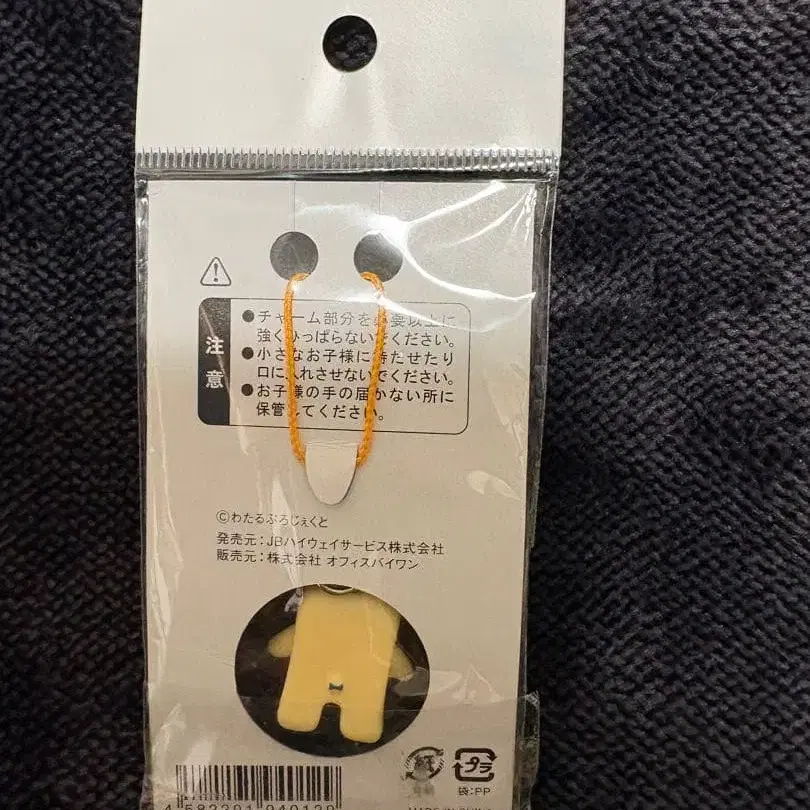 注意
●チャーム部分を必要以上に
強くひっぱらないでください。
●小さなお子様に持たせたり
口に入れさせないでください。
●お子様の手の届かない所に
保管してください。
©わたるぷろじぇくと
発売元:JBハイウェイサービス株式会社
販売元:株式会社 オフィスバイワン
プラ
袋:PP